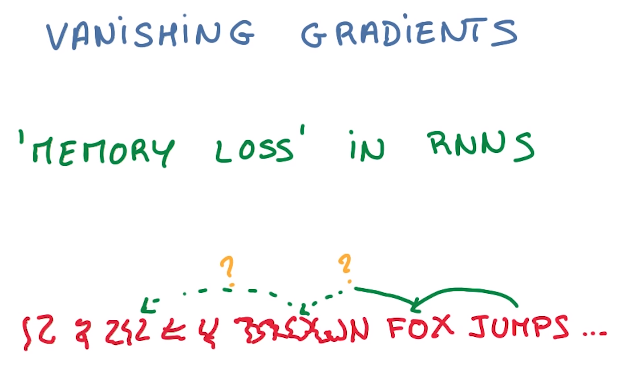 VANiSHiNG GRADiENTS
'MEMORY LOSS' iN RNNS
? ?
FOX JUMPS ...